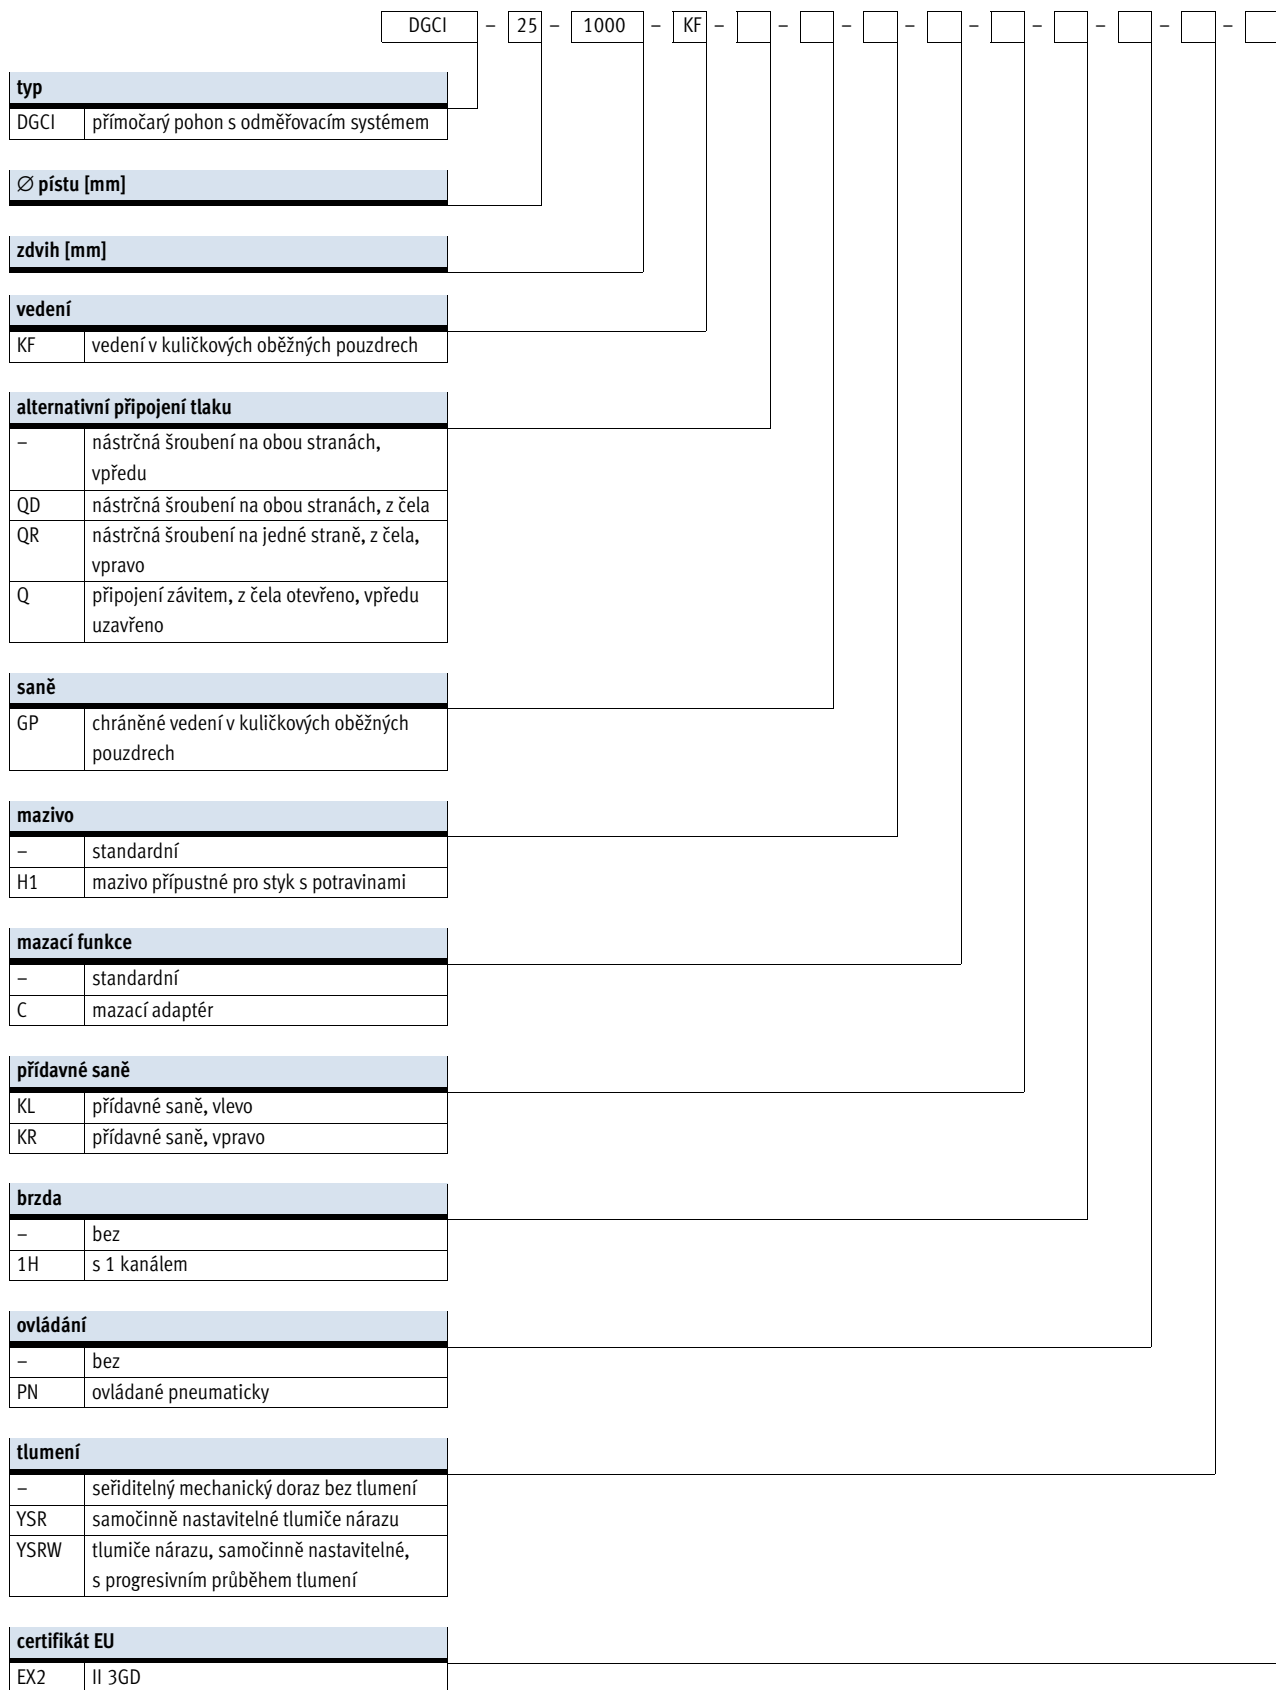 DGCI – 25 – 1000 – KF – – – – – – – – –
typ
DGCI přímočarý pohon s odměřovacím systémem
∅ pístu [mm]
zdvih [mm]
vedení
KF vedení v kuličkových oběžných pouzdrech
alternativní připojení tlaku
– nástrčná šroubení na obou stranách,
vpředu
QD nástrčná šroubení na obou stranách, z čela
QR nástrčná šroubení na jedné straně, z čela,
vpravo
Q připojení závitem, z čela otevřeno, vpředu
uzavřeno
saně
GP chráněné vedení v kuličkových oběžných
pouzdrech
mazivo
– standardní
H1 mazivo přípustné pro styk s potravinami
mazací funkce
– standardní
C mazací adaptér
přídavné saně
KL přídavné saně, vlevo
KR přídavné saně, vpravo
brzda
– bez
1H s 1 kanálem
ovládání
– bez
PN ovládané pneumaticky
tlumení
– seřiditelný mechanický doraz bez tlumení
YSR samočinně nastavitelné tlumiče nárazu
YSRW tlumiče nárazu, samočinně nastavitelné,
s progresivním průběhem tlumení
certifikát EU
EX2 II 3GD